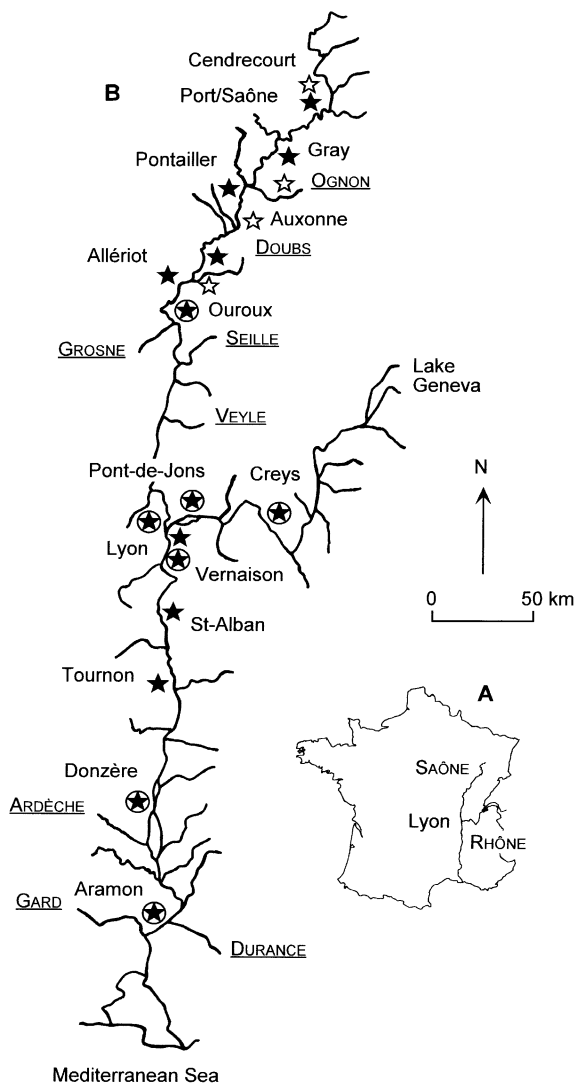 Cendrecourt
B
Port/Saône
Gray
Pontailler
OGNON
Auxonne
DOUBS
Allériot
Ouroux
GROSNE
SEILLE
VEYLE
Lake
Geneva
Pont-de-Jons
Creys
N
Lyon
Vernaison
0 50 km
St-Alban
Tournon
A
SAÔNE
Lyon
RHÔNE
Donzère
ARDÈCHE
Aramon
GARD
DURANCE
Mediterranean Sea